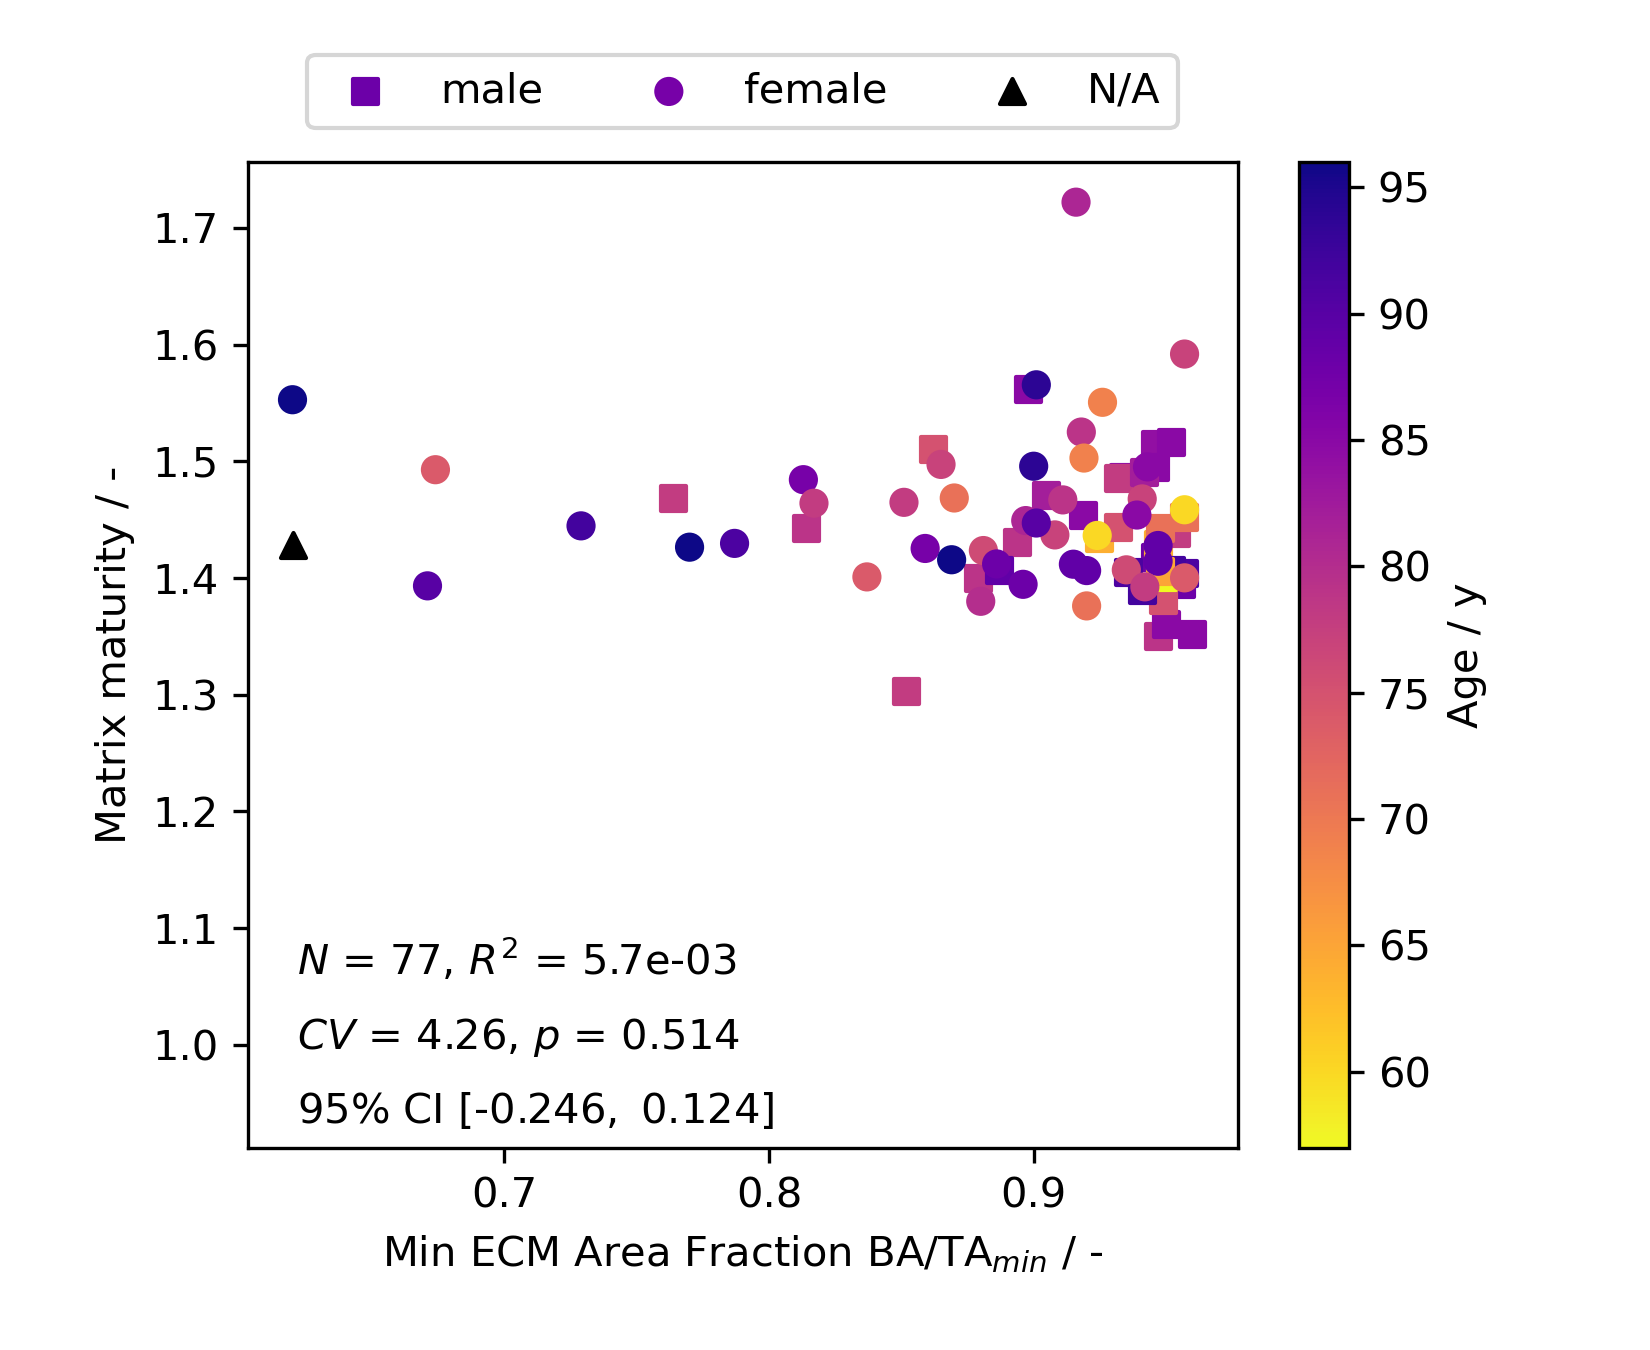 male female N/A
1.7
1.6
1.5
1.4
1.3
1.2
1.1
1.0
Matrix maturity / -
N = 77, R² = 5.7e-03
CV = 4.26, p = 0.514
95% CI [-0.246, 0.124]
0.7 0.8 0.9
Min ECM Area Fraction BA/TAmin / -
95
90
85
80
75
70
65
60
Age / y